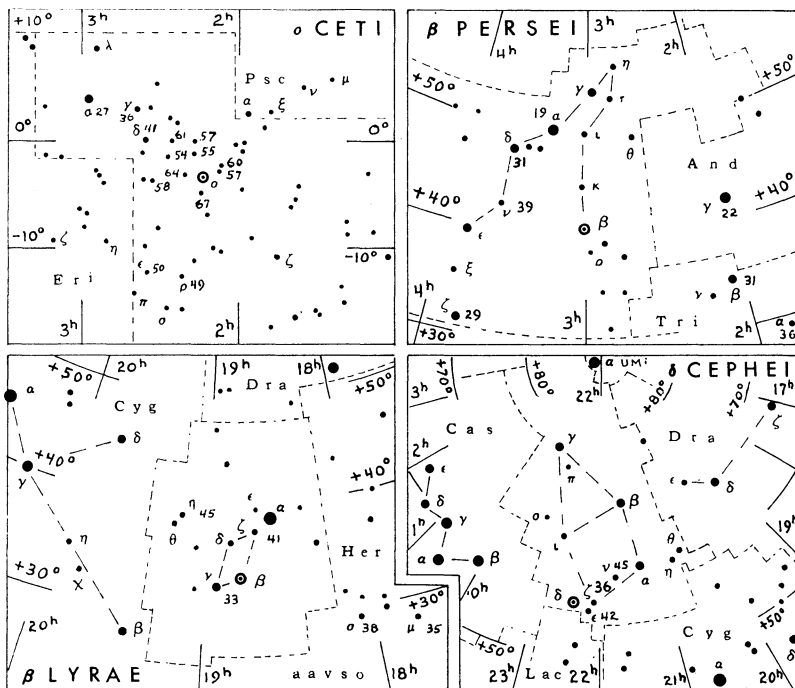 +10° 3h 2h ο CETI
λ
Psc μ
α ξ ν
α 27 γ
36
δ 41 61 57
0° 0°
54 55
64 60
58 ο 57
67
-10° -10°
ζ η ε 50 ρ 49 ζ
Eri
π
σ
3h 2h
β PERSEI 3h 2h
4h
η
+50° γ +50°
19 α τ
δ ι θ
31 And
κ
+40° ν 39 +40°
γ 22
ε β
ξ ρ
31
4h ζ 29 γ β
+30° 3h Tri 2h α
36
+50° 20h 19h 18h
α Dra +50°
Cyg
δ
+40° +40°
γ
η 45 ε α
θ ζ 41
η δ Her
+30° χ γ β
33 +30°
20h β ο 38 μ 35
β LYRAE 19h aavso 18h
+70° +80° α UMi δ CEPHEI
3h 22h +80° +70° 17h
Cas ζ
2h γ Dra
ε π ε δ
δ β
1h γ ο 19h
ι θ
α β ν 45 α η
0h δ ζ 36
ε 42 +50°
+50° Cyg
δ
23h Lac 22h 21h α 20h